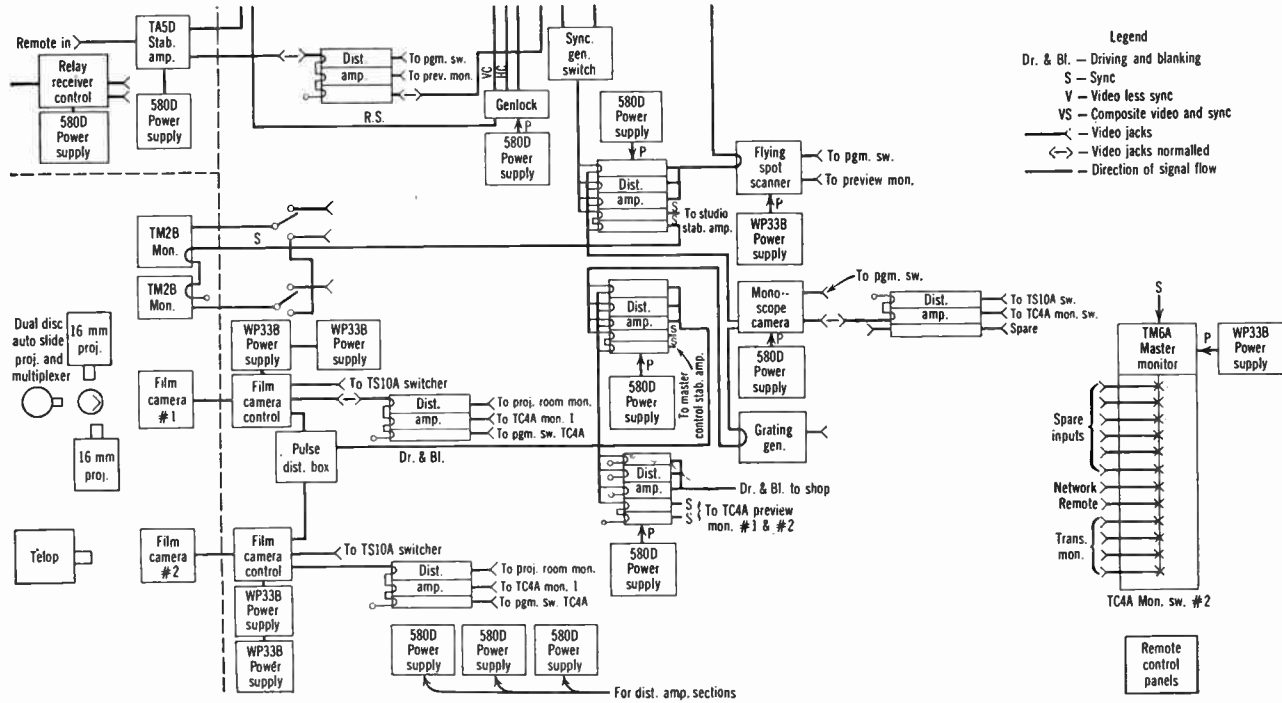 TA5D
Stab.
amp.
Remote in
Relay
receiver
control
580D
Power
supply
580D
Power
supply
Dist.
amp.
To pgm. sw.
To prev. mon.
R.S.
VC
HC
Genlock
P
580D
Power
supply
Sync.
gen.
switch
580D
Power
supply
P
Dist.
amp.
S
S
To studio
stab. amp.
Flying
spot
scanner
To pgm. sw.
To preview mon.
P
WP33B
Power
supply
Legend
Dr. & Bl. — Driving and blanking
S — Sync
V — Video less sync
VS — Composite video and sync
— Video jacks
— Video jacks normalled
— Direction of signal flow
TM2B
Mon.
S
TM2B
Mon.
Dual disc
auto slide
proj. and
multiplexer
16 mm
proj.
16 mm
proj.
WP33B
Power
supply
WP33B
Power
supply
Film
camera
#1
Film
camera
control
To TS10A switcher
Dist.
amp.
To proj. room mon.
To TC4A mon. 1
To pgm. sw. TC4A
Pulse
dist. box
Dr. & Bl.
Dist.
amp.
S
S
P
580D
Power
supply
To master
control stab. amp.
Mono--
scope
camera
To pgm. sw.
P
580D
Power
supply
Dist.
amp.
To TS10A sw.
To TC4A mon. sw.
Spare
Grating
gen.
Dist.
amp.
Dr. & Bl. to shop
S
S
To TC4A preview
mon. #1 & #2
P
580D
Power
supply
S
TM6A
Master
monitor
P
WP33B
Power
supply
Spare
inputs
Network
Remote
Trans.
mon.
TC4A Mon. sw. #2
Telop
Film
camera
#2
Film
camera
control
To TS10A switcher
Dist.
amp.
To proj. room mon.
To TC4A mon. 1
To pgm. sw. TC4A
WP33B
Power
supply
WP33B
Power
supply
580D
Power
supply
580D
Power
supply
580D
Power
supply
For dist. amp. sections
Remote
control
panels